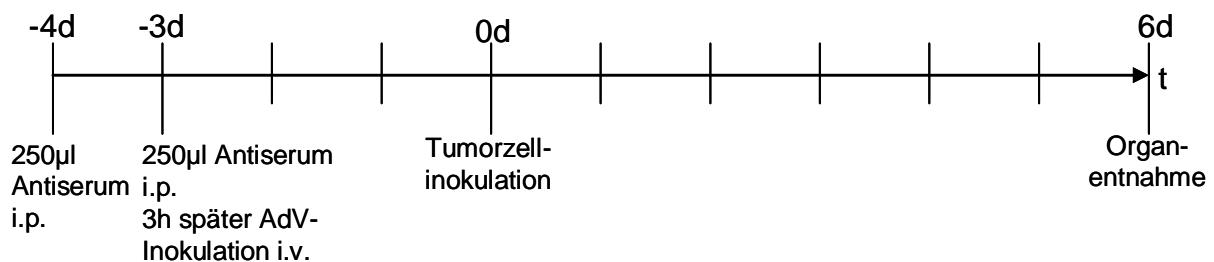 -4d
-3d
0d
6d
t
250µl
Antiserum
i.p.
250µl Antiserum
i.p.
3h später AdV-
Inokulation i.v.
Tumorzell-
inokulation
Organ-
entnahme